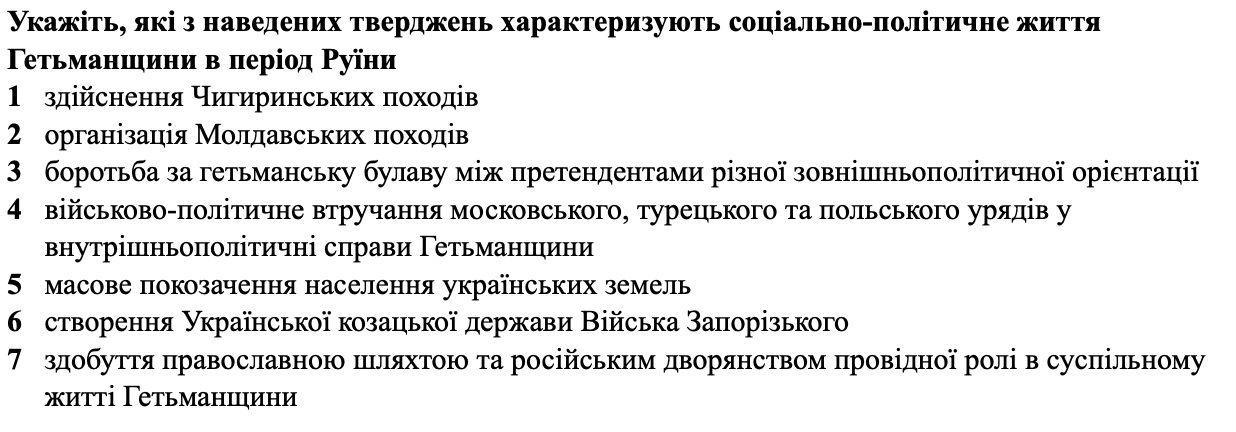 Укажіть, які з наведених тверджень характеризують соціально-політичне життя
Гетьманщини в період Руїни
1 здійснення Чигиринських походів
2 організація Молдавських походів
3 боротьба за гетьманську булаву між претендентами різної зовнішньополітичної орієнтації
4 військово-політичне втручання московського, турецького та польського урядів у
внутрішньополітичні справи Гетьманщини
5 масове покозачення населення українських земель
6 створення Української козацької держави Війська Запорізького
7 здобуття православною шляхтою та російським дворянством провідної ролі в суспільному
житті Гетьманщини